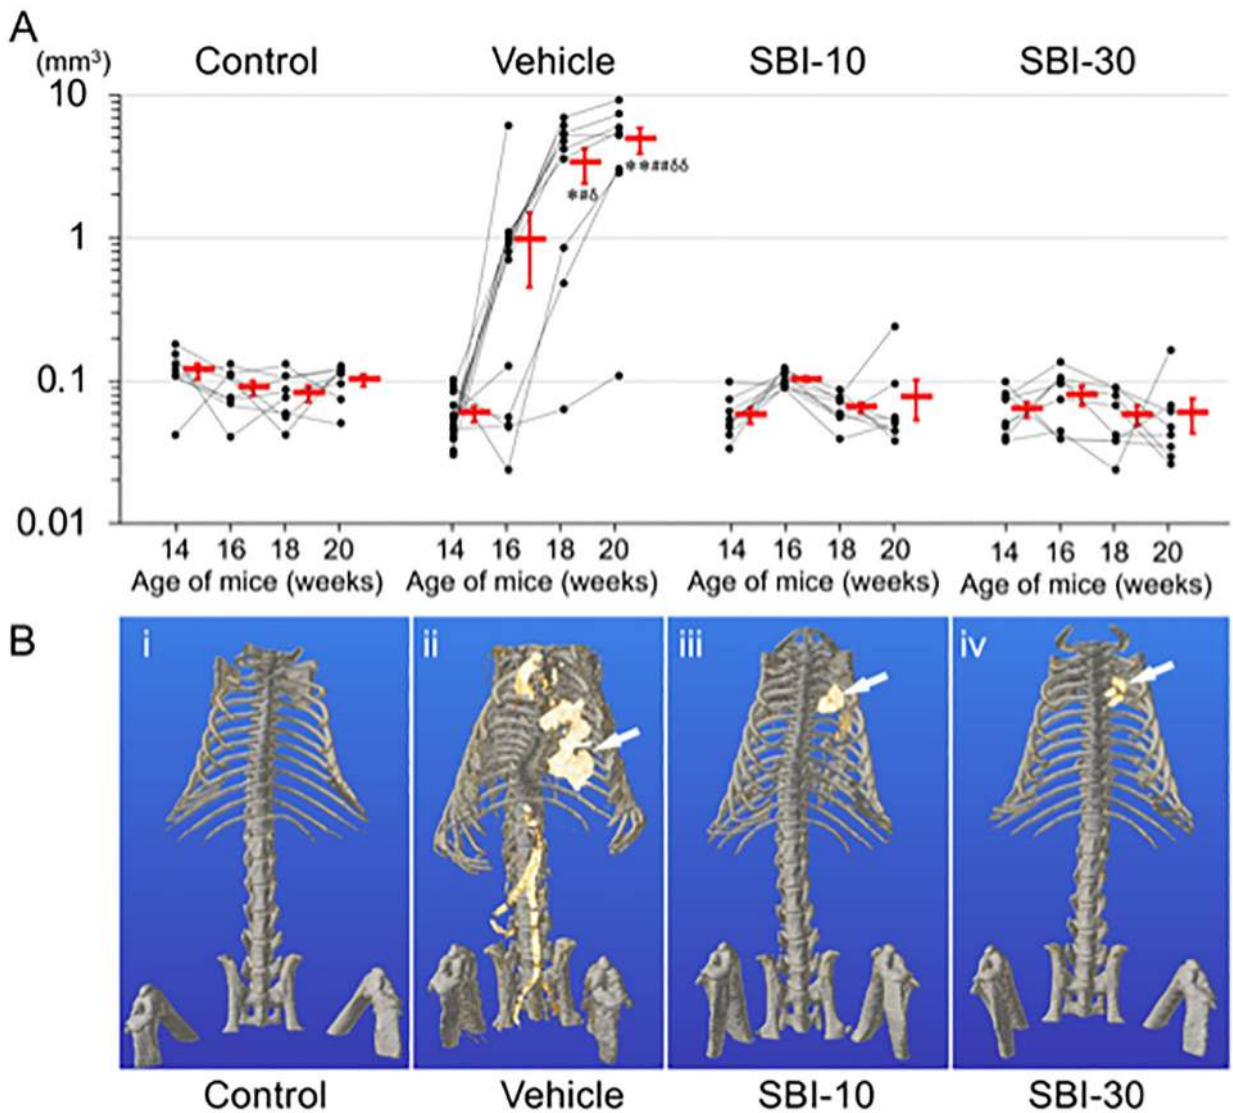 A
(mm³)
Control Vehicle SBI-10 SBI-30
10
**##δδ
*#δ
1
0.1
0.01
14 16 18 20 14 16 18 20 14 16 18 20 14 16 18 20
Age of mice (weeks) Age of mice (weeks) Age of mice (weeks) Age of mice (weeks)
B
i ii iii iv
Control Vehicle SBI-10 SBI-30